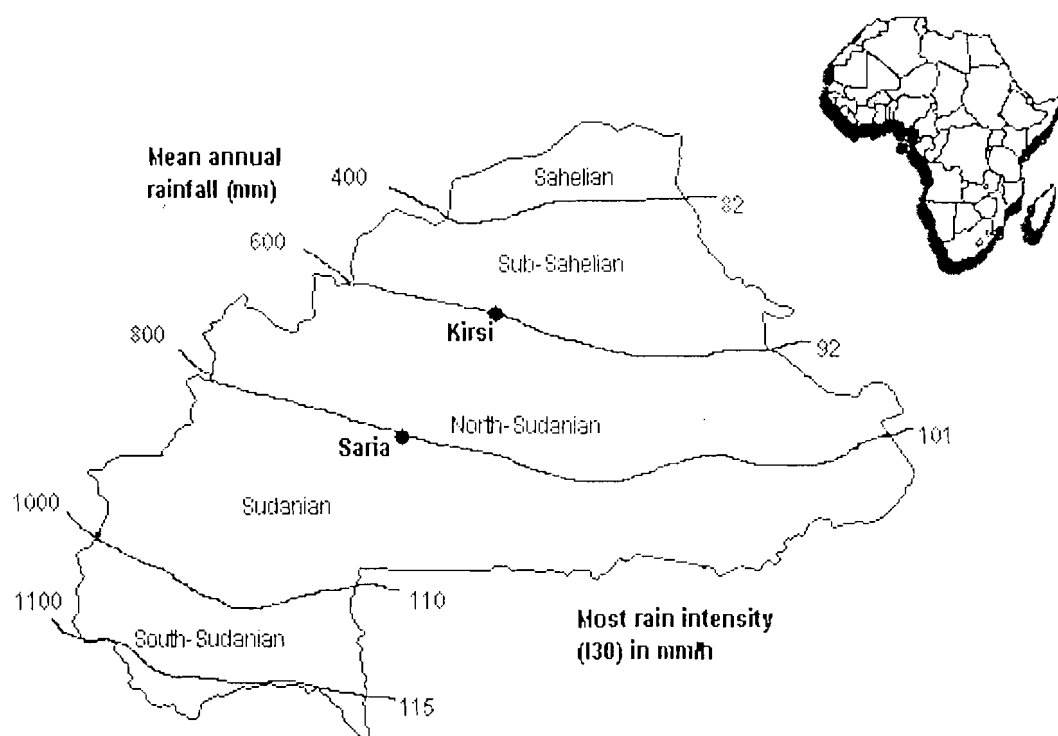 Mean annual
rainfall (mm)
400
Sahelian
82
600
Sub-Sahelian
Kirsi
92
800
North-Sudanian
Saria
101
Sudanian
1000
110
1100
South-Sudanian
Most rain intensity
(I30) in mm/h
115